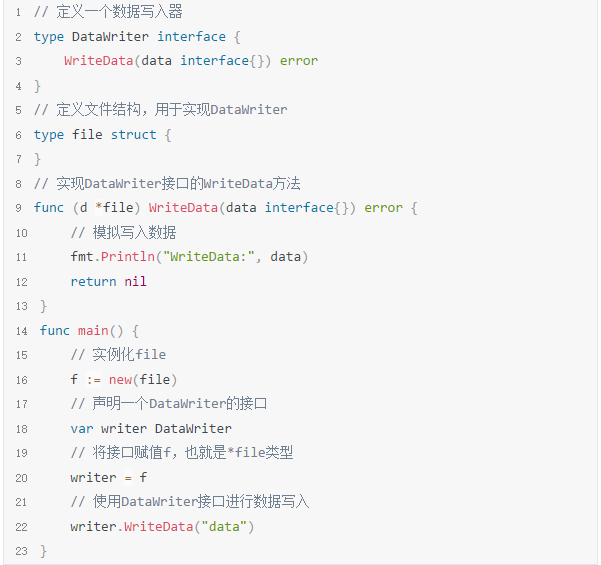 1 // 定义一个数据写入器
2 type DataWriter interface {
3     WriteData(data interface{}) error
4 }
5 // 定义文件结构，用于实现DataWriter
6 type file struct {
7 }
8 // 实现DataWriter接口的WriteData方法
9 func (d *file) WriteData(data interface{}) error {
10     // 模拟写入数据
11     fmt.Println("WriteData:", data)
12     return nil
13 }
14 func main() {
15     // 实例化file
16     f := new(file)
17     // 声明一个DataWriter的接口
18     var writer DataWriter
19     // 将接口赋值f，也就是*file类型
20     writer = f
21     // 使用DataWriter接口进行数据写入
22     writer.WriteData("data")
23 }